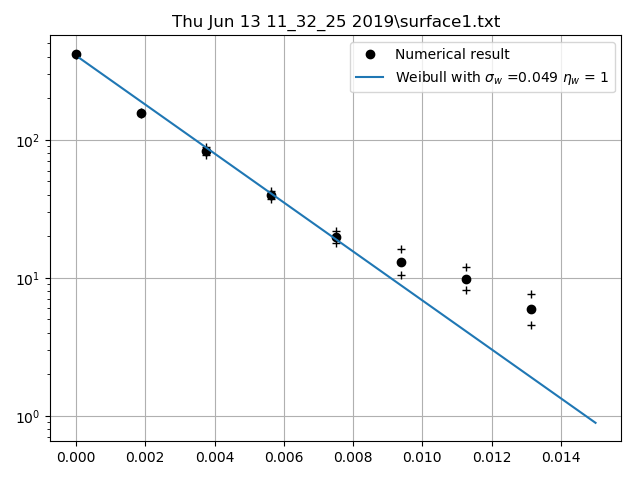 Thu Jun 13 11_32_25 2019\surface1.txt
Numerical result
Weibull with σw =0.049 ηw = 1
10²
10¹
10⁰
0.000 0.002 0.004 0.006 0.008 0.010 0.012 0.014